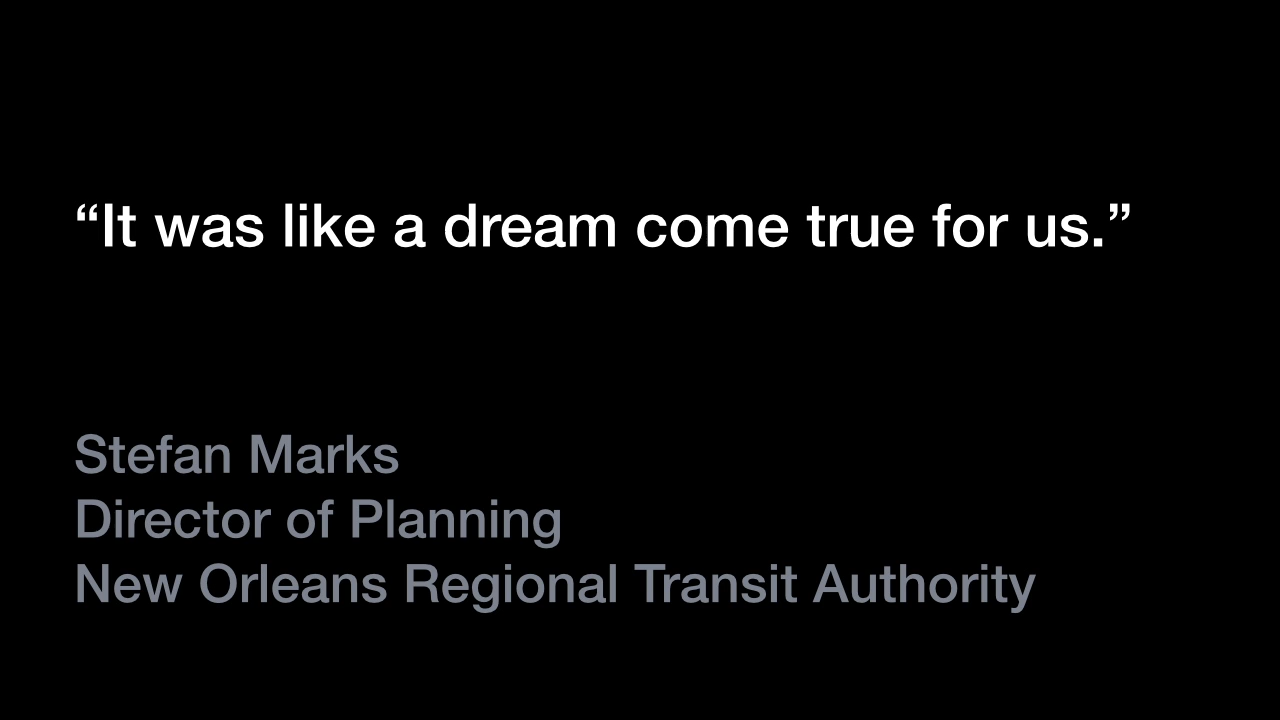 “It was like a dream come true for us.”
Stefan Marks
Director of Planning
New Orleans Regional Transit Authority